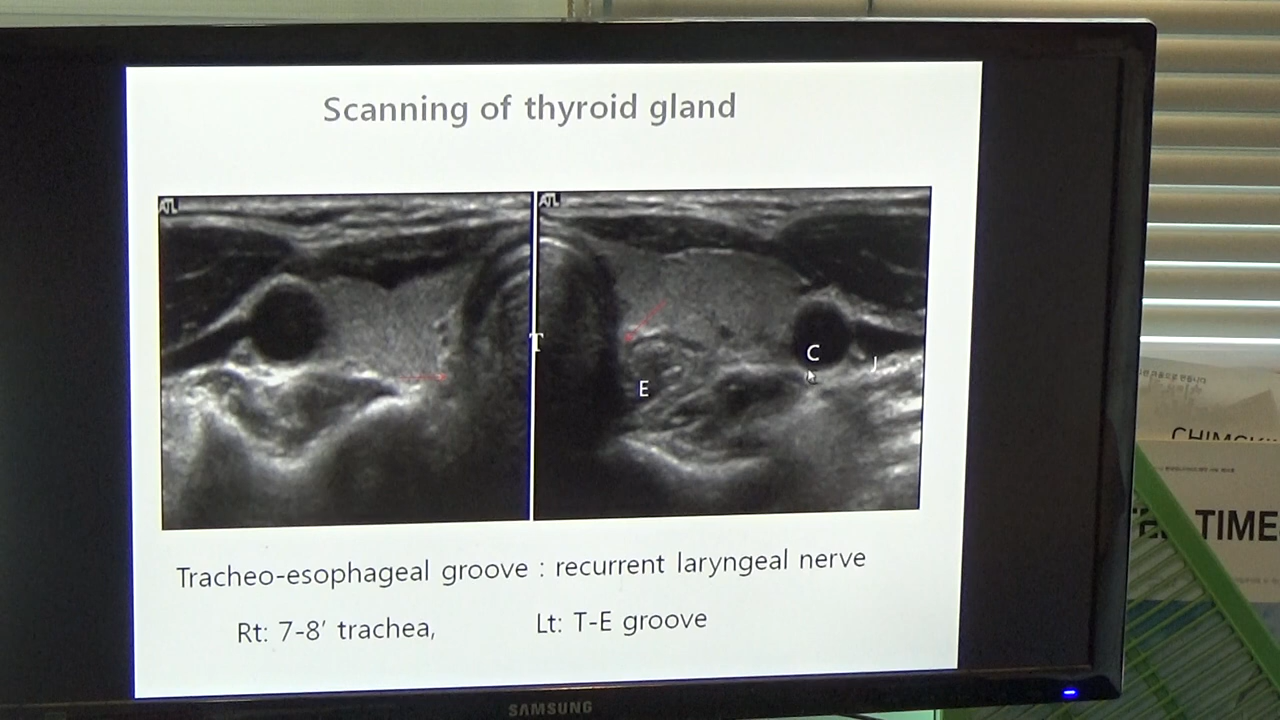 Scanning of thyroid gland
ATL
ATL
T
C
J
E
Tracheo-esophageal groove : recurrent laryngeal nerve
Rt: 7-8′ trachea,
Lt: T-E groove
SAMSUNG
TIME